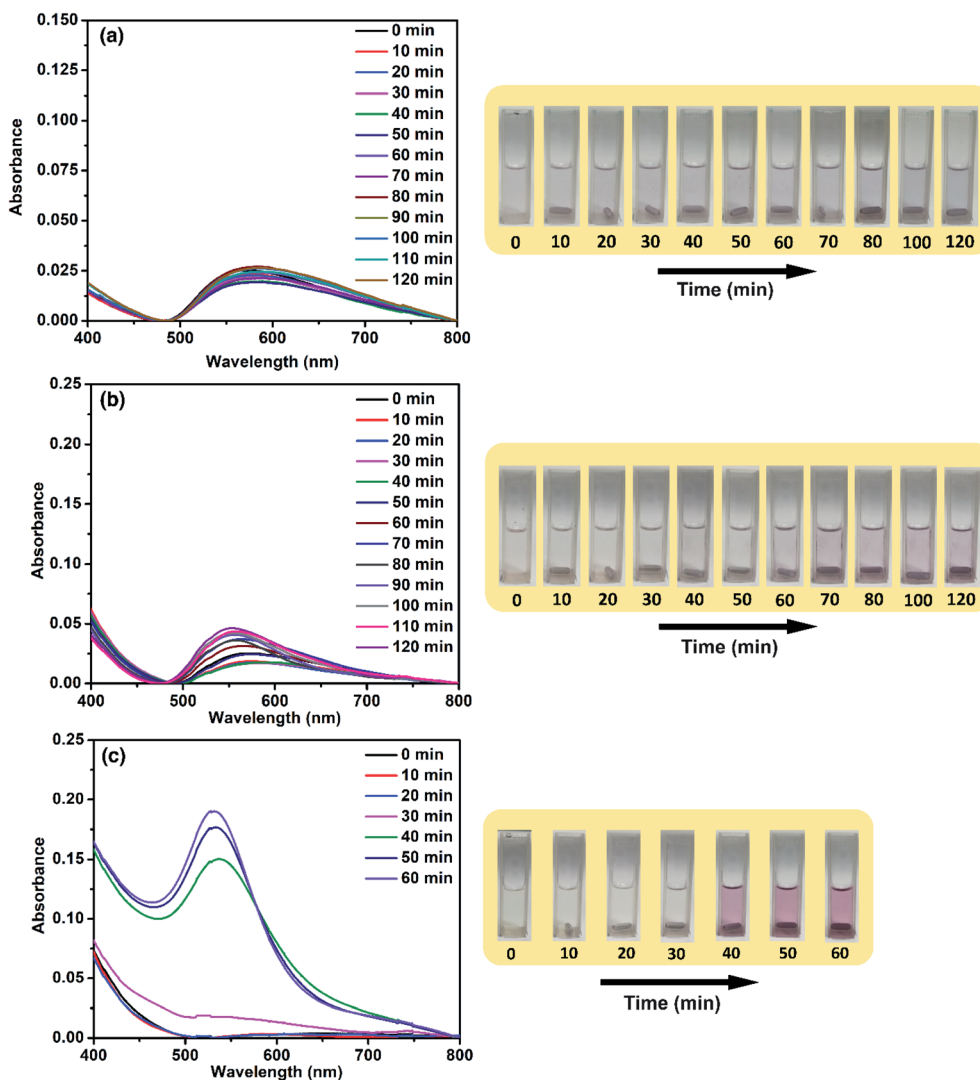 (a)
0.150
0.125
0.100
0.075
0.050
0.025
0.000
Absorbance
400 500 600 700 800
Wavelength (nm)
0 min
10 min
20 min
30 min
40 min
50 min
60 min
70 min
80 min
90 min
100 min
110 min
120 min
0 10 20 30 40 50 60 70 80 100 120
Time (min)
(b)
0.25
0.20
0.15
0.10
0.05
0.00
Absorbance
400 500 600 700 800
Wavelength (nm)
0 min
10 min
20 min
30 min
40 min
50 min
60 min
70 min
80 min
90 min
100 min
110 min
120 min
0 10 20 30 40 50 60 70 80 100 120
Time (min)
(c)
0.25
0.20
0.15
0.10
0.05
0.00
Absorbance
400 500 600 700 800
Wavelength (nm)
0 min
10 min
20 min
30 min
40 min
50 min
60 min
0 10 20 30 40 50 60
Time (min)